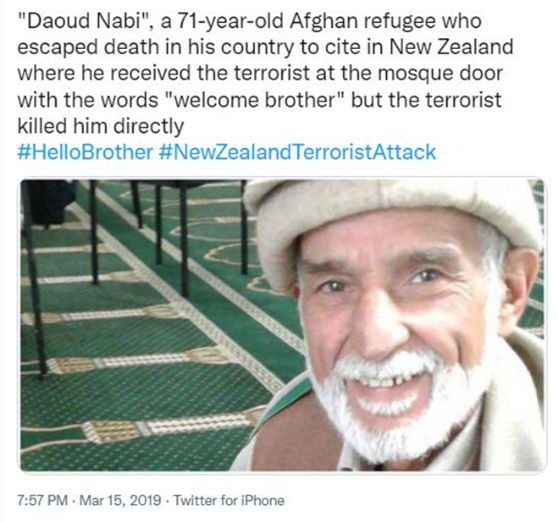 "Daoud Nabi", a 71-year-old Afghan refugee who
escaped death in his country to cite in New Zealand
where he received the terrorist at the mosque door
with the words "welcome brother" but the terrorist
killed him directly
#HelloBrother #NewZealandTerroristAttack
7:57 PM · Mar 15, 2019 · Twitter for iPhone